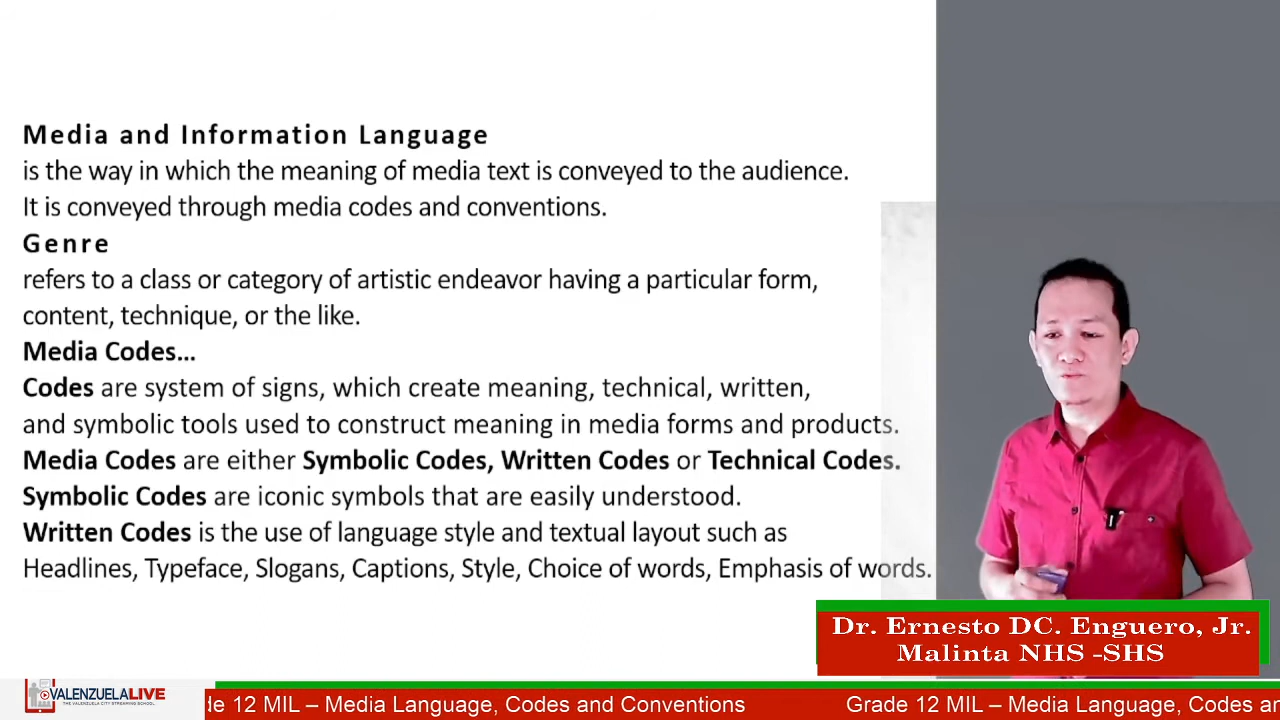 Media and Information Language
is the way in which the meaning of media text is conveyed to the audience.
It is conveyed through media codes and conventions.
Genre
refers to a class or category of artistic endeavor having a particular form,
content, technique, or the like.
Media Codes...
Codes are system of signs, which create meaning, technical, written,
and symbolic tools used to construct meaning in media forms and products.
Media Codes are either Symbolic Codes, Written Codes or Technical Codes.
Symbolic Codes are iconic symbols that are easily understood.
Written Codes is the use of language style and textual layout such as
Headlines, Typeface, Slogans, Captions, Style, Choice of words, Emphasis of words.
Dr. Ernesto DC. Enguero, Jr.
Malinta NHS -SHS
VALENZUELALIVE
THE VALENZUELA CITY STREAMING SCHOOL
de 12 MIL – Media Language, Codes and Conventions
Grade 12 MIL – Media Language, Codes ar